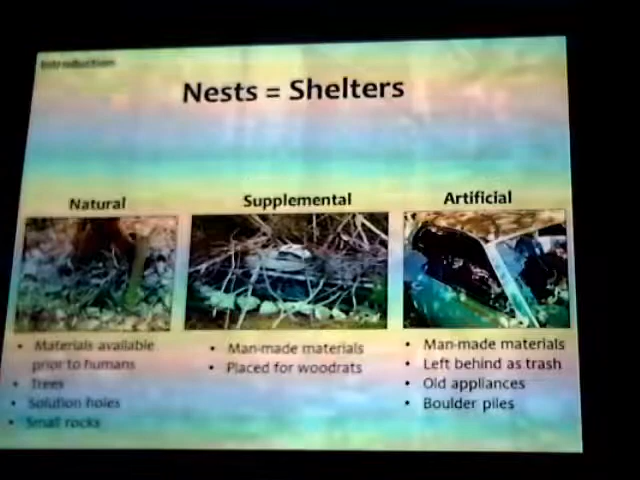 Introduction
Nests = Shelters
Natural
• Materials available
prior to humans
• Trees
• Solution holes
• Small rocks
Supplemental
• Man-made materials
• Placed for woodrats
Artificial
• Man-made materials
• Left behind as trash
• Old appliances
• Boulder piles